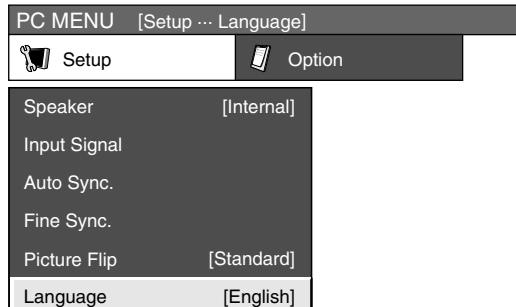 PC MENU [Setup ··· Language]
Setup Option
Speaker [Internal]
Input Signal
Auto Sync.
Fine Sync.
Picture Flip [Standard]
Language [English]